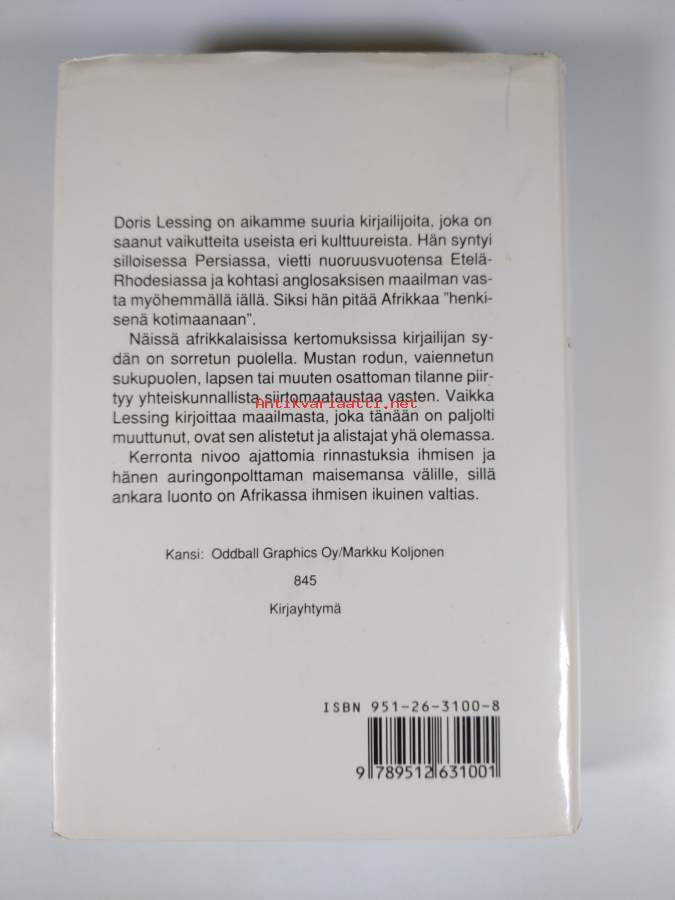 Doris Lessing on aikamme suuria kirjailijoita, joka on
saanut vaikutteita useista eri kulttuureista. Hän syntyi
silloisessa Persiassa, vietti nuoruusvuotensa Etelä-
Rhodesiassa ja kohtasi anglosaksisen maailman vas-
ta myöhemmällä iällä. Siksi hän pitää Afrikkaa "henki-
senä kotimaanaan".
Näissä afrikkalaisissa kertomuksissa kirjailijan sy-
dän on sorretun puolella. Mustan rodun, vaiennetun
sukupuolen, lapsen tai muuten osattoman tilanne piir-
tyy yhteiskunnallista siirtomaataustaa vasten. Vaikka
Antikvariaatti.net
Lessing kirjoittaa maailmasta, joka tänään on paljolti
muuttunut, ovat sen alistetut ja alistajat yhä olemassa.
Kerronta nivoo ajattomia rinnastuksia ihmisen ja
hänen auringonpolttaman maisemansa välille, sillä
ankara luonto on Afrikassa ihmisen ikuinen valtias.
Kansi: Oddball Graphics Oy/Markku Koljonen
845
Kirjayhtymä
ISBN 951-26-3100-8
9 789512 631001